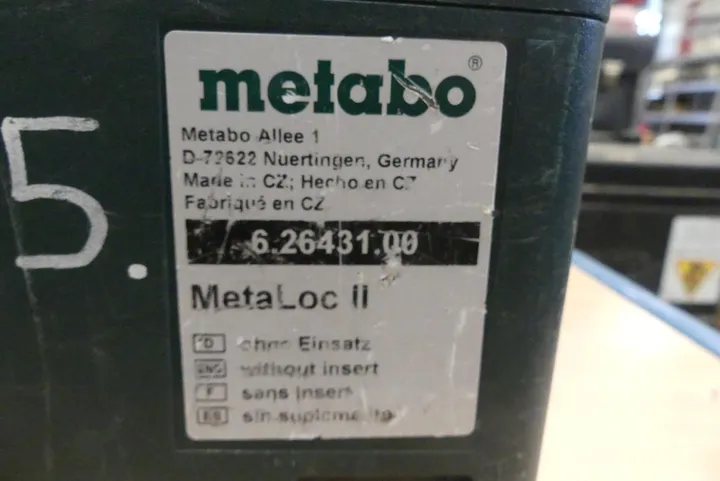 5.
metabo®
Metabo Allee 1
D-72622 Nuertingen, Germany
Made in CZ; Hecho en CZ
Fabriqué en CZ
6.26431.00
MetaLoc II
D ohne Einsatz
ENG without insert
F sans insert
ES sin suplemento